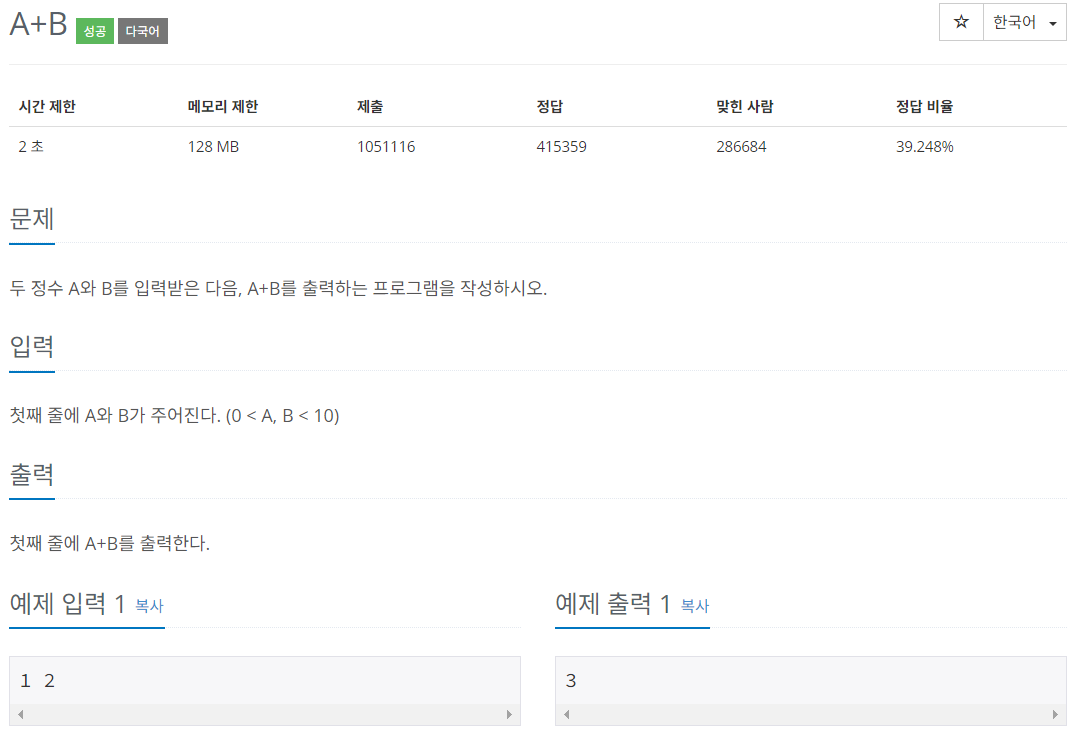 A+B 성공 다국어
한국어
시간 제한 메모리 제한 제출 정답 맞힌 사람 정답 비율
2 초 128 MB 1051116 415359 286684 39.248%
문제
두 정수 A와 B를 입력받은 다음, A+B를 출력하는 프로그램을 작성하시오.
입력
첫째 줄에 A와 B가 주어진다. (0 < A, B < 10)
출력
첫째 줄에 A+B를 출력한다.
예제 입력 1 복사
1 2
예제 출력 1 복사
3